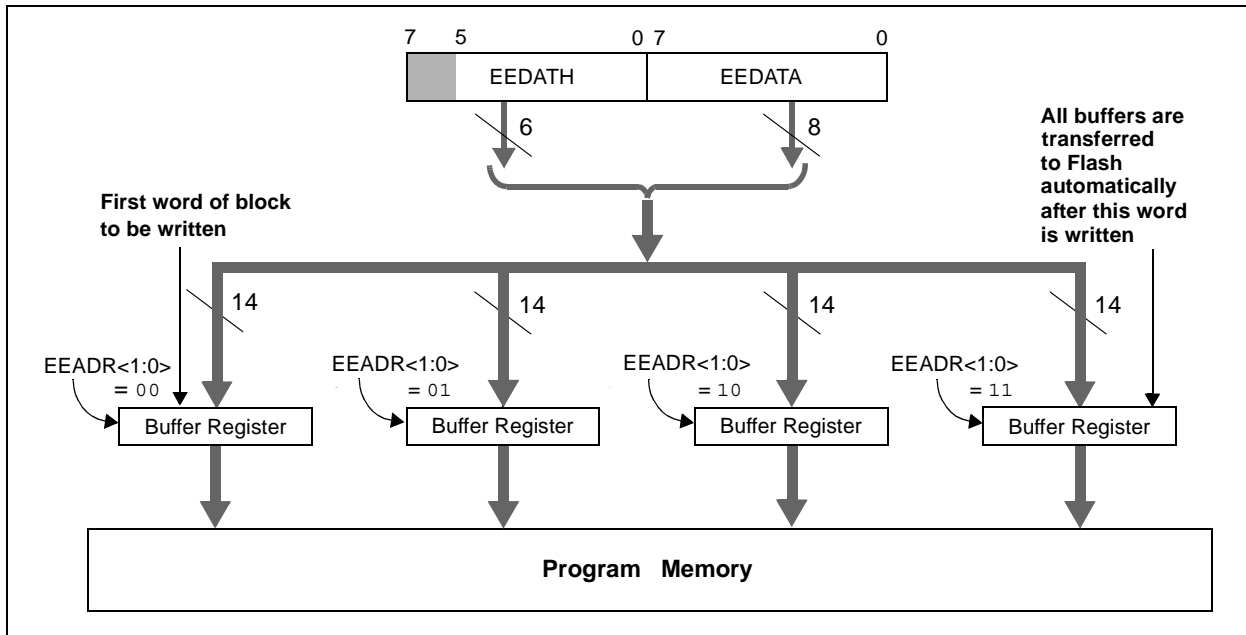 7 5 0 7 0
EEDATH EEDATA
6 8
All buffers are
transferred
to Flash
automatically
after this word
is written
First word of block
to be written
14 14 14 14
EEADR<1:0>
= 00
EEADR<1:0>
= 01
EEADR<1:0>
= 10
EEADR<1:0>
= 11
Buffer Register Buffer Register Buffer Register Buffer Register
Program Memory